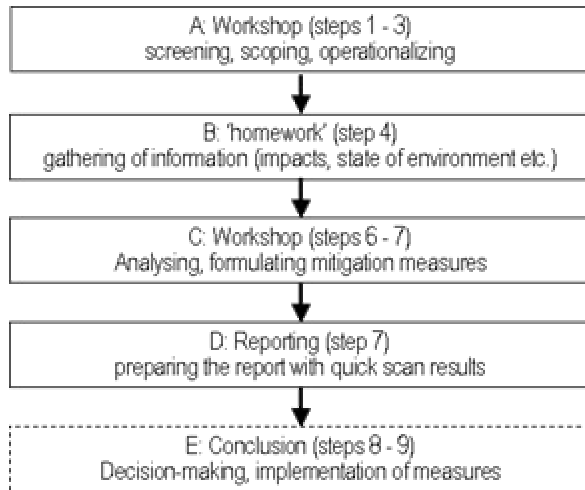 A: Workshop (steps 1 - 3)
screening, scoping, operationalizing
B: ‘homework’ (step 4)
gathering of information (impacts, state of environment etc.)
C: Workshop (steps 6 - 7)
Analysing, formulating mitigation measures
D: Reporting (step 7)
preparing the report with quick scan results
E: Conclusion (steps 8 - 9)
Decision-making, implementation of measures